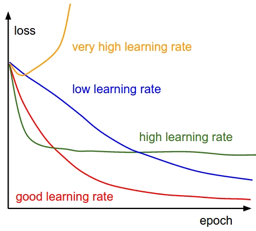 loss
very high learning rate
low learning rate
high learning rate
good learning rate
epoch